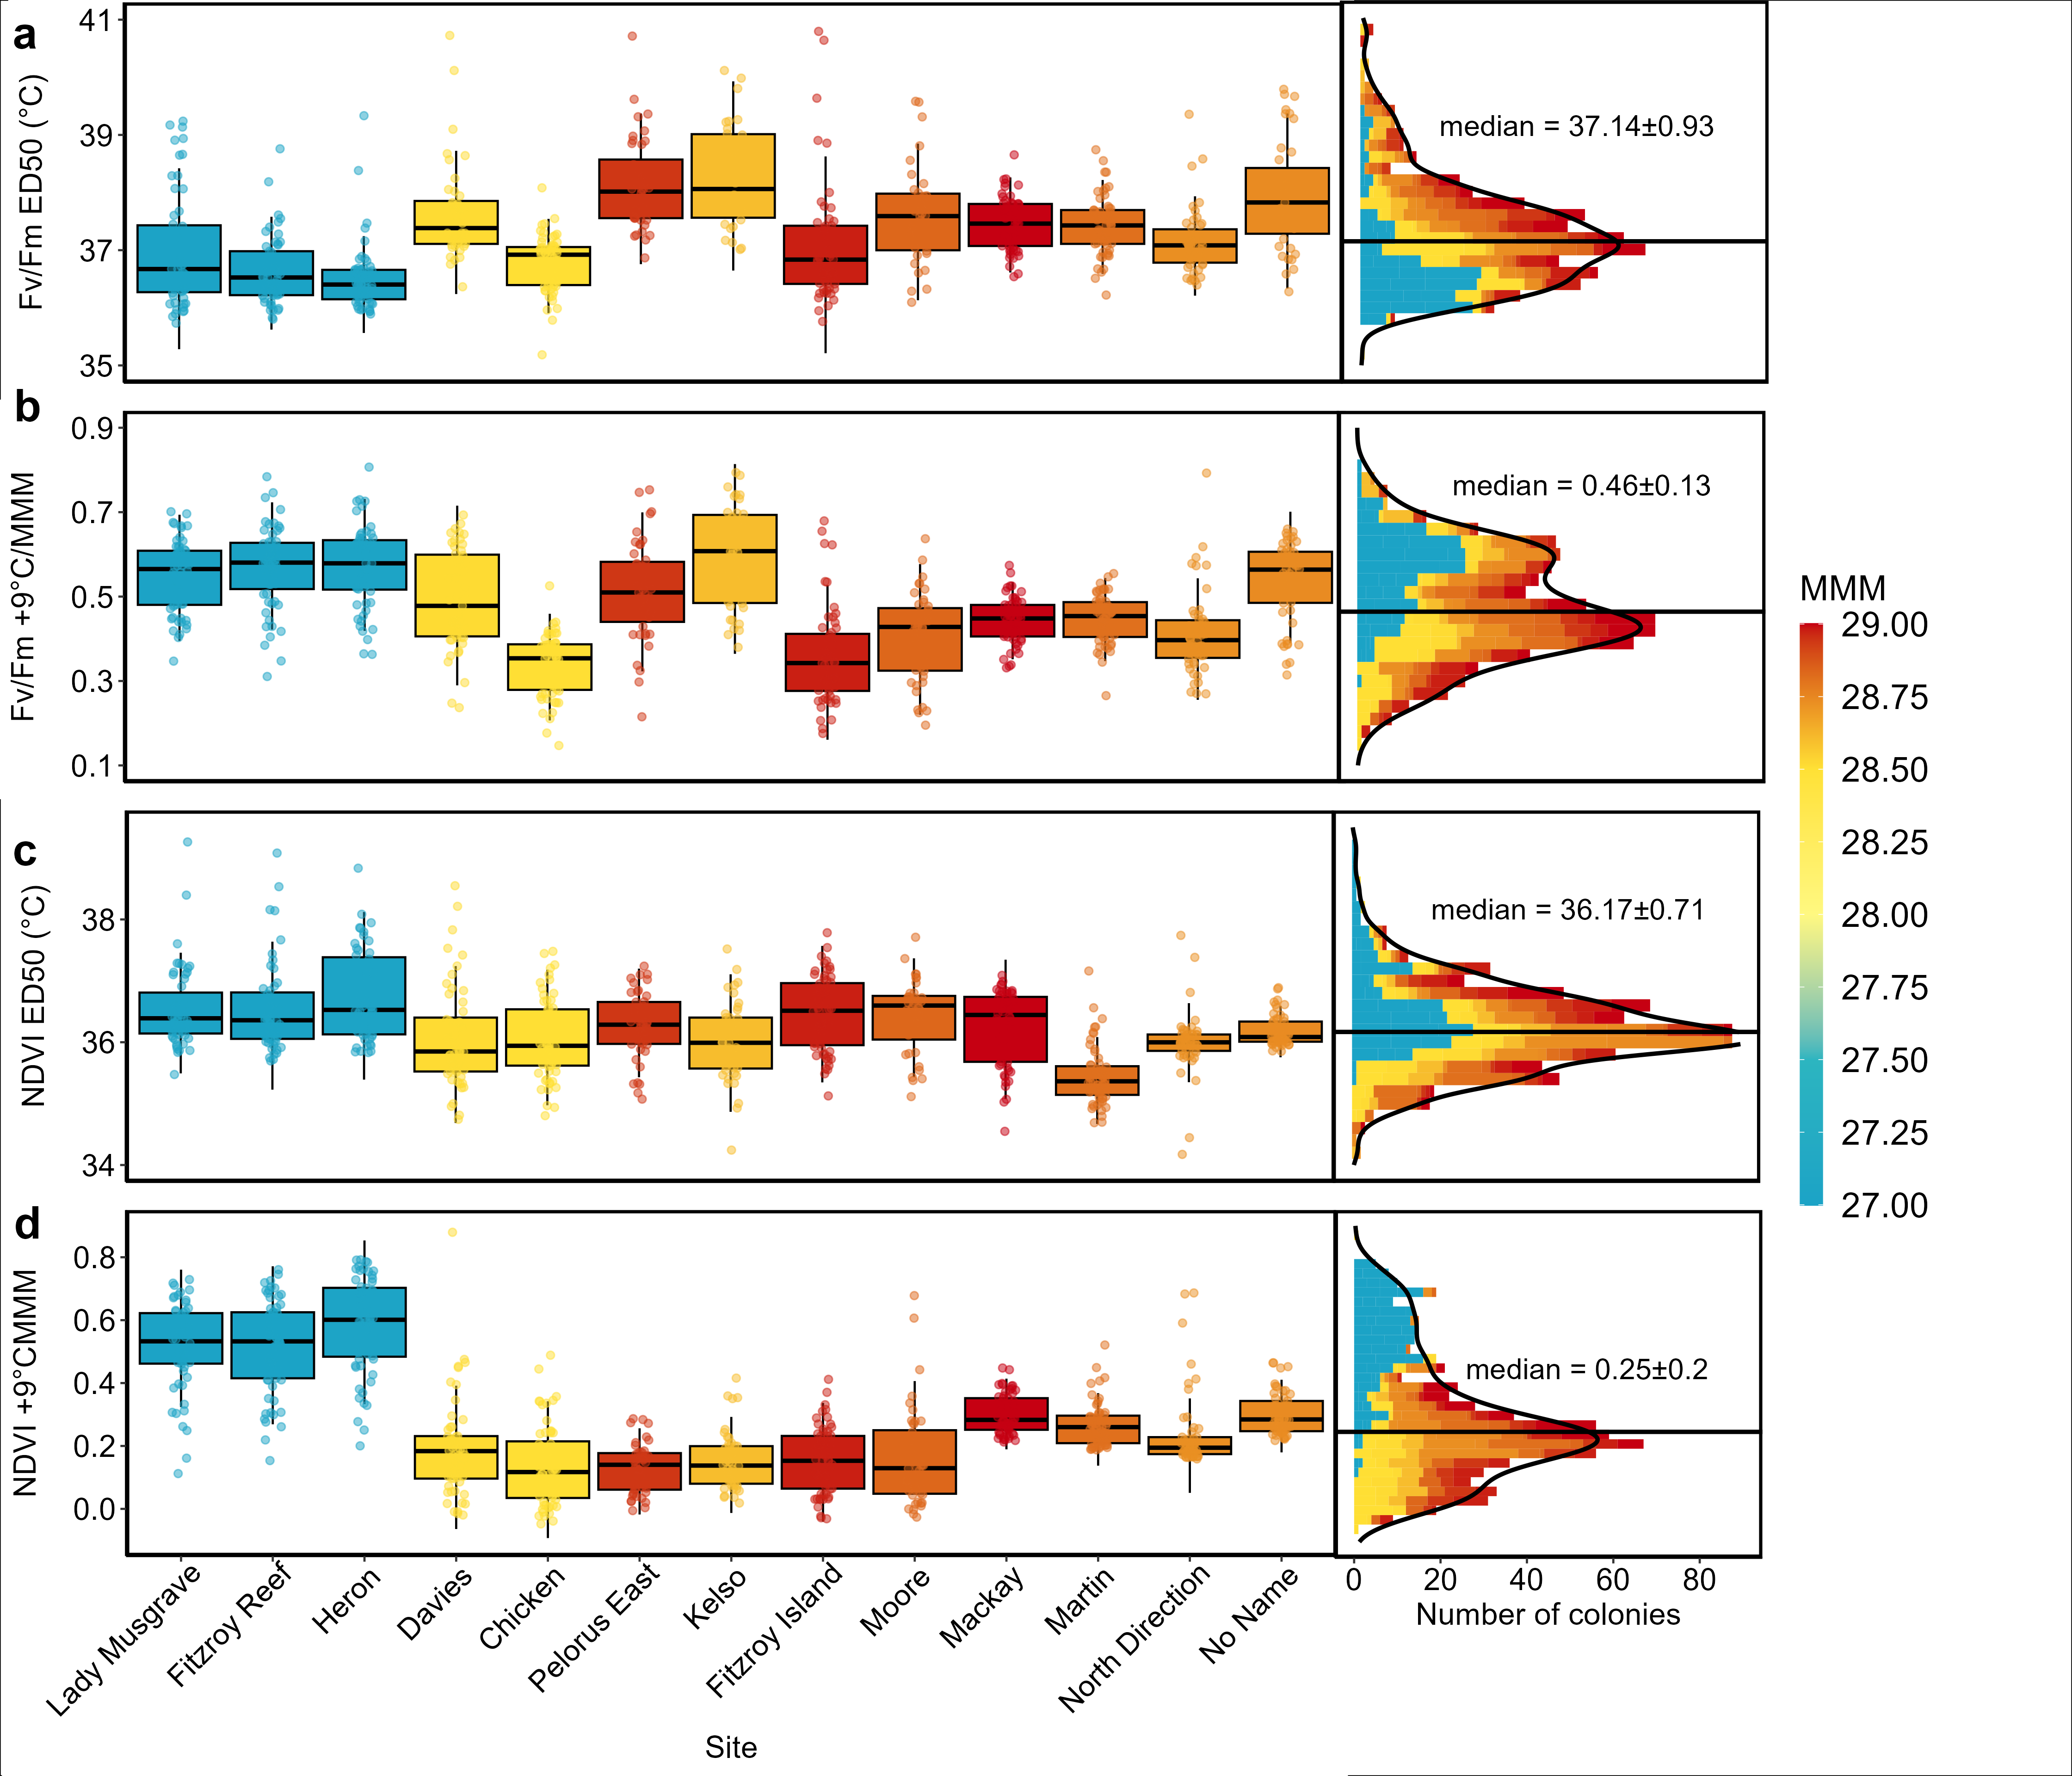 a
Fv/Fm ED50 (°C)
41
39
37
35
median = 37.14±0.93
b
Fv/Fm +9°C/MMM
0.9
0.7
0.5
0.3
0.1
median = 0.46±0.13
c
NDVI ED50 (°C)
38
36
34
median = 36.17±0.71
d
NDVI +9°CMMM
0.8
0.6
0.4
0.2
0.0
median = 0.25±0.2
Lady Musgrave
Fitzroy Reef
Heron
Davies
Chicken
Pelorus East
Kelso
Fitzroy Island
Moore
Mackay
Martin
North Direction
No Name
Site
0 20 40 60 80
Number of colonies
MMM
29.00
28.75
28.50
28.25
28.00
27.75
27.50
27.25
27.00